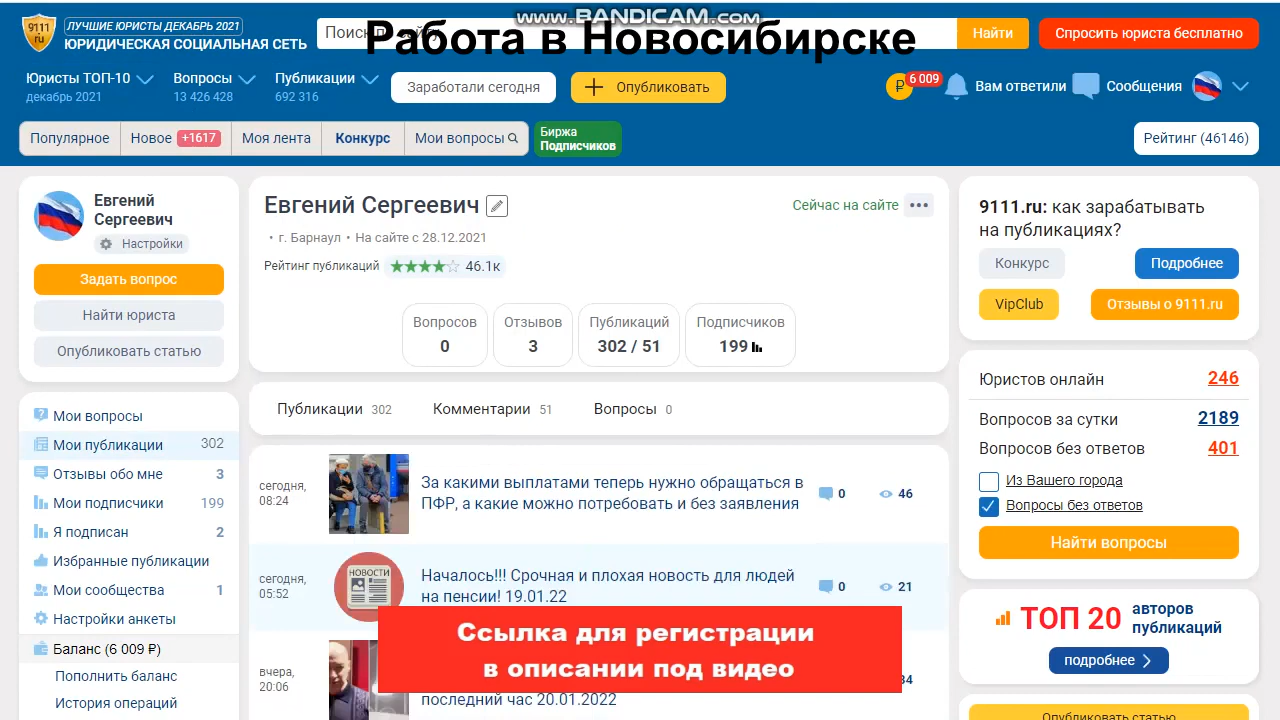 www.BANDICAM.com
9111
ru
ЛУЧШИЕ ЮРИСТЫ ДЕКАБРЬ 2021
ЮРИДИЧЕСКАЯ СОЦИАЛЬНАЯ СЕТЬ
Поиск
Работа в Новосибирске
Найти
Спросить юриста бесплатно
Юристы ТОП-10
декабрь 2021
Вопросы
13 426 428
Публикации
692 316
Заработали сегодня
Опубликовать
₽
6 009
Вам ответили
Сообщения
Популярное
Новое +1617
Моя лента
Конкурс
Мои вопросы
Биржа
Подписчиков
Рейтинг (46146)
Евгений
Сергеевич
Настройки
Задать вопрос
Найти юриста
Опубликовать статью
Мои вопросы
Мои публикации 302
Отзывы обо мне 3
Мои подписчики 199
Я подписан 2
Избранные публикации
Мои сообщества 1
Настройки анкеты
Баланс (6 009 ₽)
Пополнить баланс
История операций
Евгений Сергеевич
Сейчас на сайте
•••
• г. Барнаул • На сайте с 28.12.2021
Рейтинг публикаций ★★★★☆ 46.1к
Вопросов
0
Отзывов
3
Публикаций
302 / 51
Подписчиков
199
Публикации 302
Комментарии 51
Вопросы 0
сегодня,
08:24
За какими выплатами теперь нужно обращаться в
ПФР, а какие можно потребовать и без заявления
0
46
сегодня,
05:52
НОВОСТИ
Началось!!! Срочная и плохая новость для людей
на пенсии! 19.01.22
0
21
вчера,
20:06
последний час 20.01.2022
34
Ссылка для регистрации
в описании под видео
9111.ru: как зарабатывать
на публикациях?
Конкурс
Подробнее
VipClub
Отзывы о 9111.ru
Юристов онлайн 246
Вопросов за сутки 2189
Вопросов без ответов 401
Из Вашего города
Вопросы без ответов
Найти вопросы
ТОП 20
авторов
публикаций
подробнее
Опубликовать статью